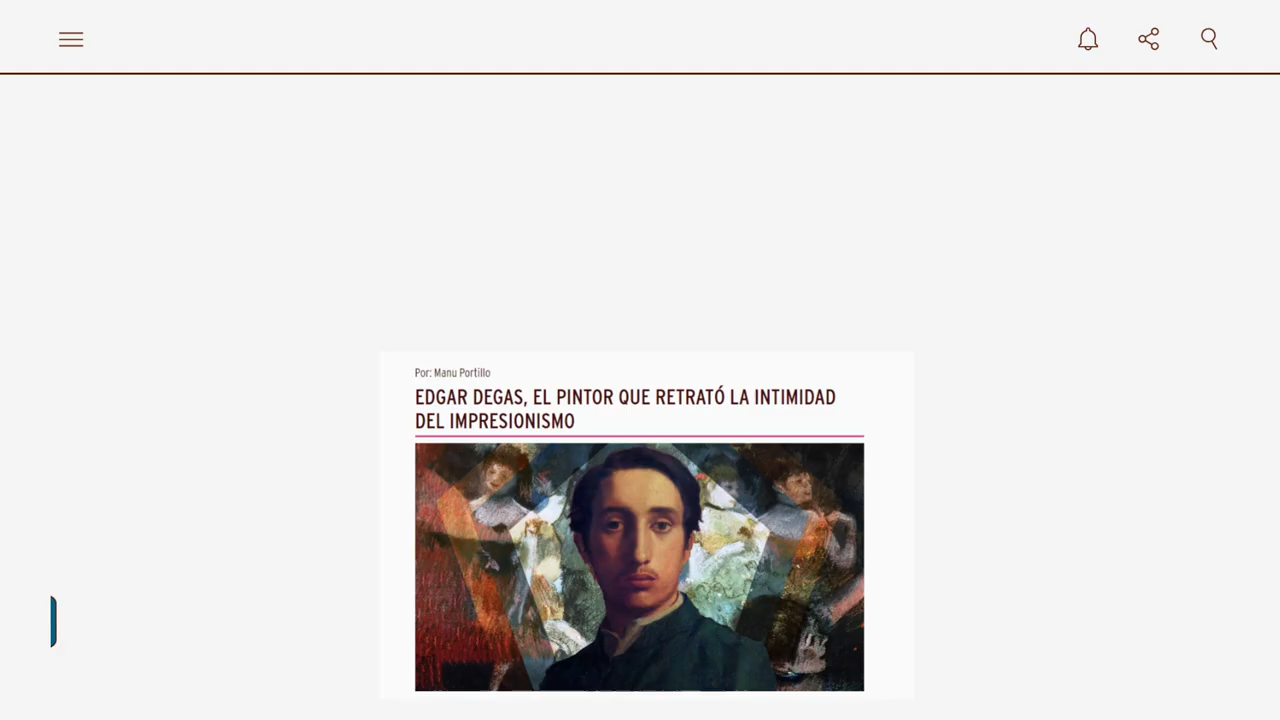 Por: Manu Portillo
EDGAR DEGAS, EL PINTOR QUE RETRATÓ LA INTIMIDAD
DEL IMPRESIONISMO